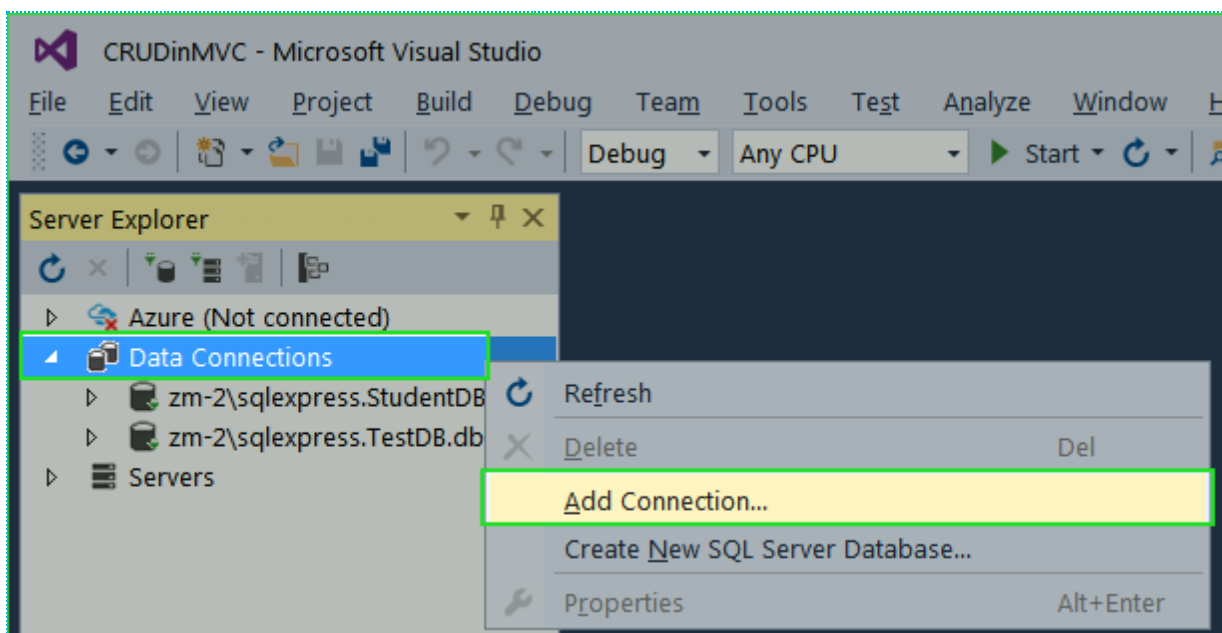 CRUDinMVC - Microsoft Visual Studio
File Edit View Project Build Debug Team Tools Test Analyze Window H
Debug Any CPU Start
Server Explorer
Azure (Not connected)
Data Connections
zm-2\sqlexpress.StudentDB
zm-2\sqlexpress.TestDB.db
Servers
Refresh
Delete Del
Add Connection...
Create New SQL Server Database...
Properties Alt+Enter